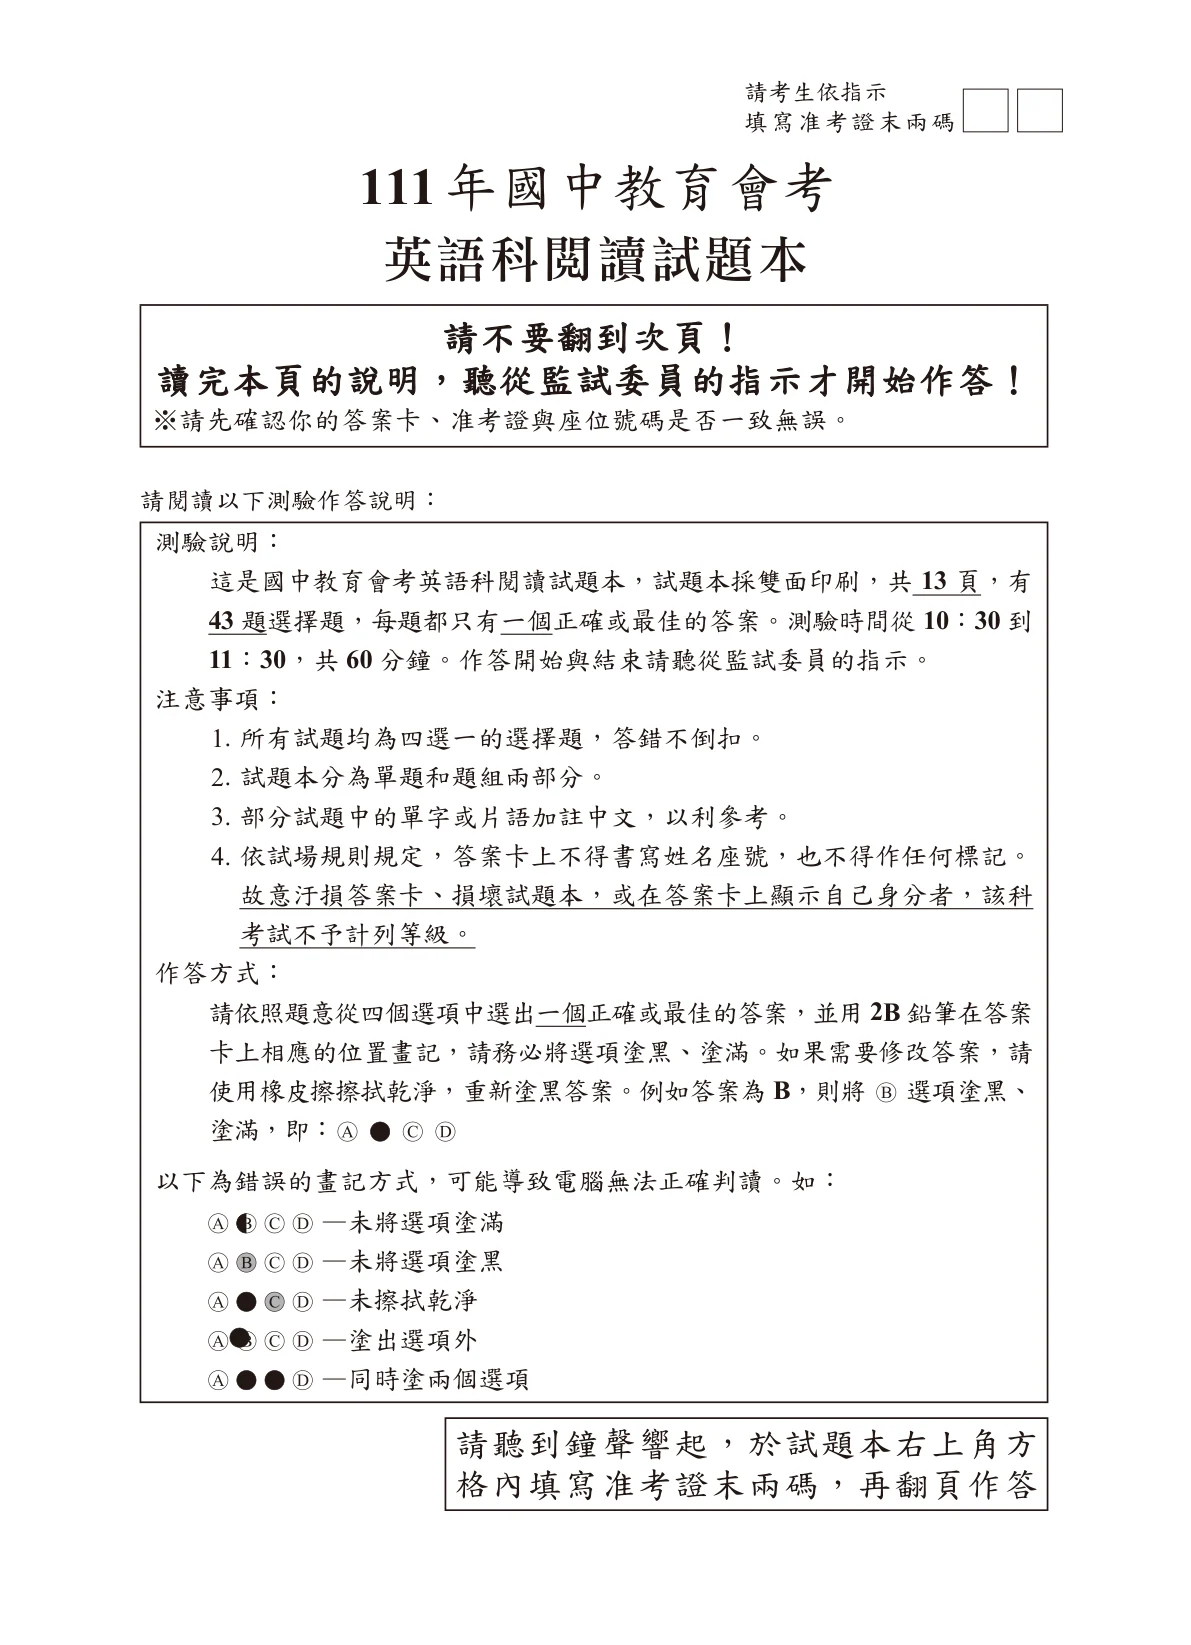 請考生依指示
填寫准考證末兩碼
111年國中教育會考
英語科閱讀試題本
請不要翻到次頁！
讀完本頁的說明，聽從監試委員的指示才開始作答！
※請先確認你的答案卡、准考證與座位號碼是否一致無誤。
請閱讀以下測驗作答說明：
測驗說明：
這是國中教育會考英語科閱讀試題本，試題本採雙面印刷，共 13 頁，有
43 題選擇題，每題都只有一個正確或最佳的答案。測驗時間從 10：30 到
11：30，共 60 分鐘。作答開始與結束請聽從監試委員的指示。
注意事項：
1. 所有試題均為四選一的選擇題，答錯不倒扣。
2. 試題本分為單題和題組兩部分。
3. 部分試題中的單字或片語加註中文，以利參考。
4. 依試場規則規定，答案卡上不得書寫姓名座號，也不得作任何標記。
故意汙損答案卡、損壞試題本，或在答案卡上顯示自己身分者，該科
考試不予計列等級。
作答方式：
請依照題意從四個選項中選出一個正確或最佳的答案，並用 2B 鉛筆在答案
卡上相應的位置畫記，請務必將選項塗黑、塗滿。如果需要修改答案，請
使用橡皮擦擦拭乾淨，重新塗黑答案。例如答案為 B，則將 Ⓑ 選項塗黑、
塗滿，即：Ⓐ ● Ⓒ Ⓓ
以下為錯誤的畫記方式，可能導致電腦無法正確判讀。如：
Ⓐ Ⓑ Ⓒ Ⓓ —未將選項塗滿
Ⓐ Ⓑ Ⓒ Ⓓ —未將選項塗黑
Ⓐ ● Ⓒ Ⓓ —未擦拭乾淨
Ⓐ Ⓑ Ⓒ Ⓓ —塗出選項外
Ⓐ ● ● Ⓓ —同時塗兩個選項
請聽到鐘聲響起，於試題本右上角方
格內填寫准考證末兩碼，再翻頁作答